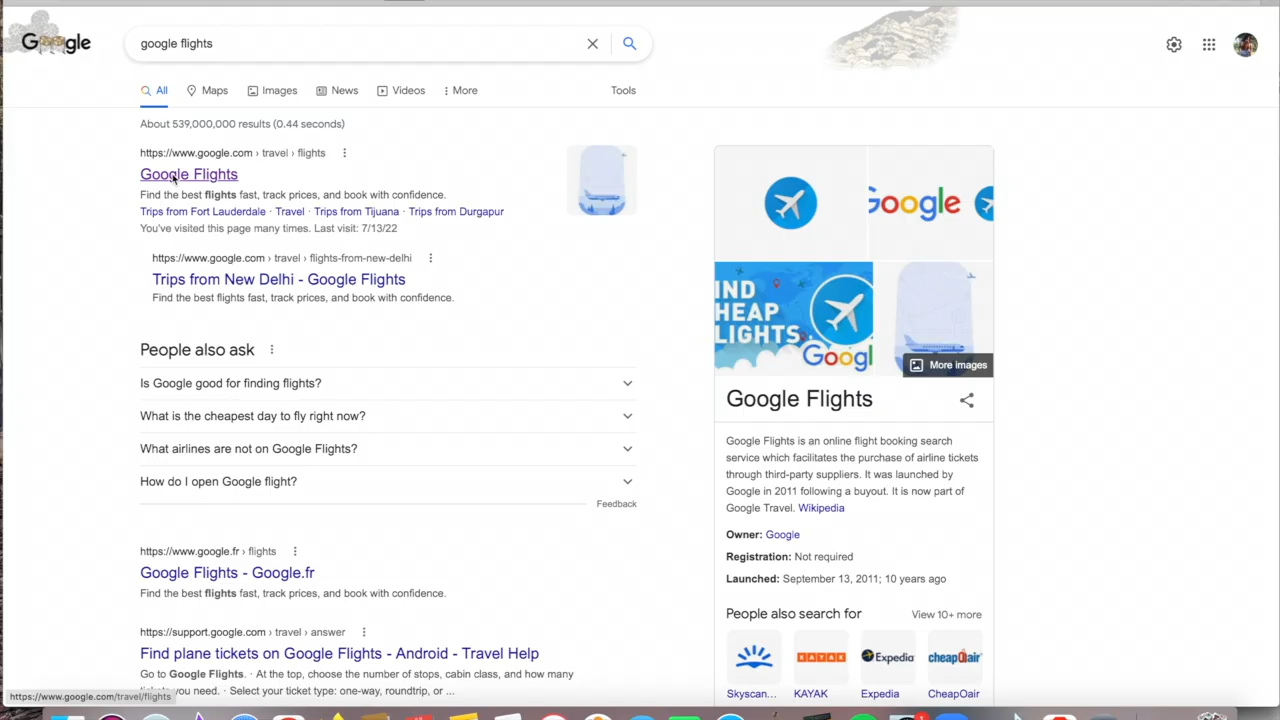 Google
google flights
All
Maps
Images
News
Videos
More
Tools
About 539,000,000 results (0.44 seconds)
https://www.google.com › travel › flights
Google Flights
Find the best flights fast, track prices, and book with confidence.
Trips from Fort Lauderdale · Travel · Trips from Tijuana · Trips from Durgapur
You've visited this page many times. Last visit: 7/13/22
https://www.google.com › travel › flights-from-new-delhi
Trips from New Delhi - Google Flights
Find the best flights fast, track prices, and book with confidence.
People also ask
Is Google good for finding flights?
What is the cheapest day to fly right now?
What airlines are not on Google Flights?
How do I open Google flight?
Feedback
https://www.google.fr › flights
Google Flights - Google.fr
Find the best flights fast, track prices, and book with confidence.
https://support.google.com › travel › answer
Find plane tickets on Google Flights - Android - Travel Help
Go to Google Flights. · At the top, choose the number of stops, cabin class, and how many
you need. · Select your ticket type: one-way, roundtrip, or ...
https://www.google.com/travel/flights
Google
IND
HEAP
LIGHTS
Googl
More images
Google Flights
Google Flights is an online flight booking search
service which facilitates the purchase of airline tickets
through third-party suppliers. It was launched by
Google in 2011 following a buyout. It is now part of
Google Travel. Wikipedia
Owner: Google
Registration: Not required
Launched: September 13, 2011; 10 years ago
People also search for
View 10+ more
KAYAK
Expedia
cheapOair
Skyscan...
KAYAK
Expedia
CheapOair